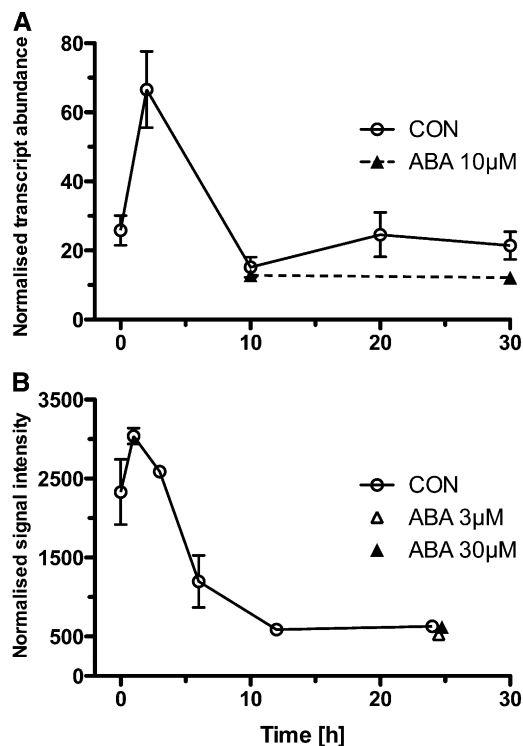 A
Normalised transcript abundance
80
60
40
20
0
CON
ABA 10µM
0 10 20 30
B
Normalised signal intensity
3500
2500
1500
500
0
CON
ABA 3µM
ABA 30µM
0 10 20 30
Time [h]